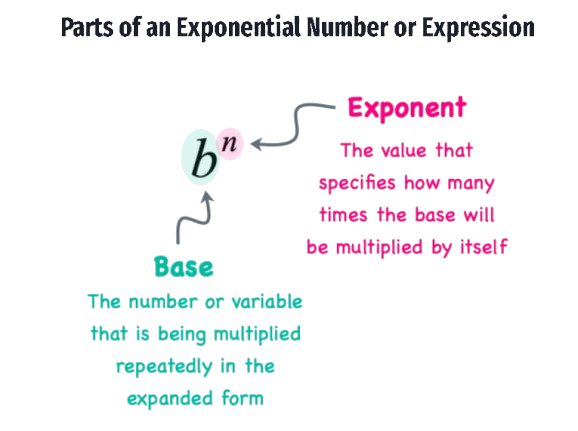 Parts of an Exponential Number or Expression
bⁿ
Exponent
The value that
specifies how many
times the base will
be multiplied by itself
Base
The number or variable
that is being multiplied
repeatedly in the
expanded form